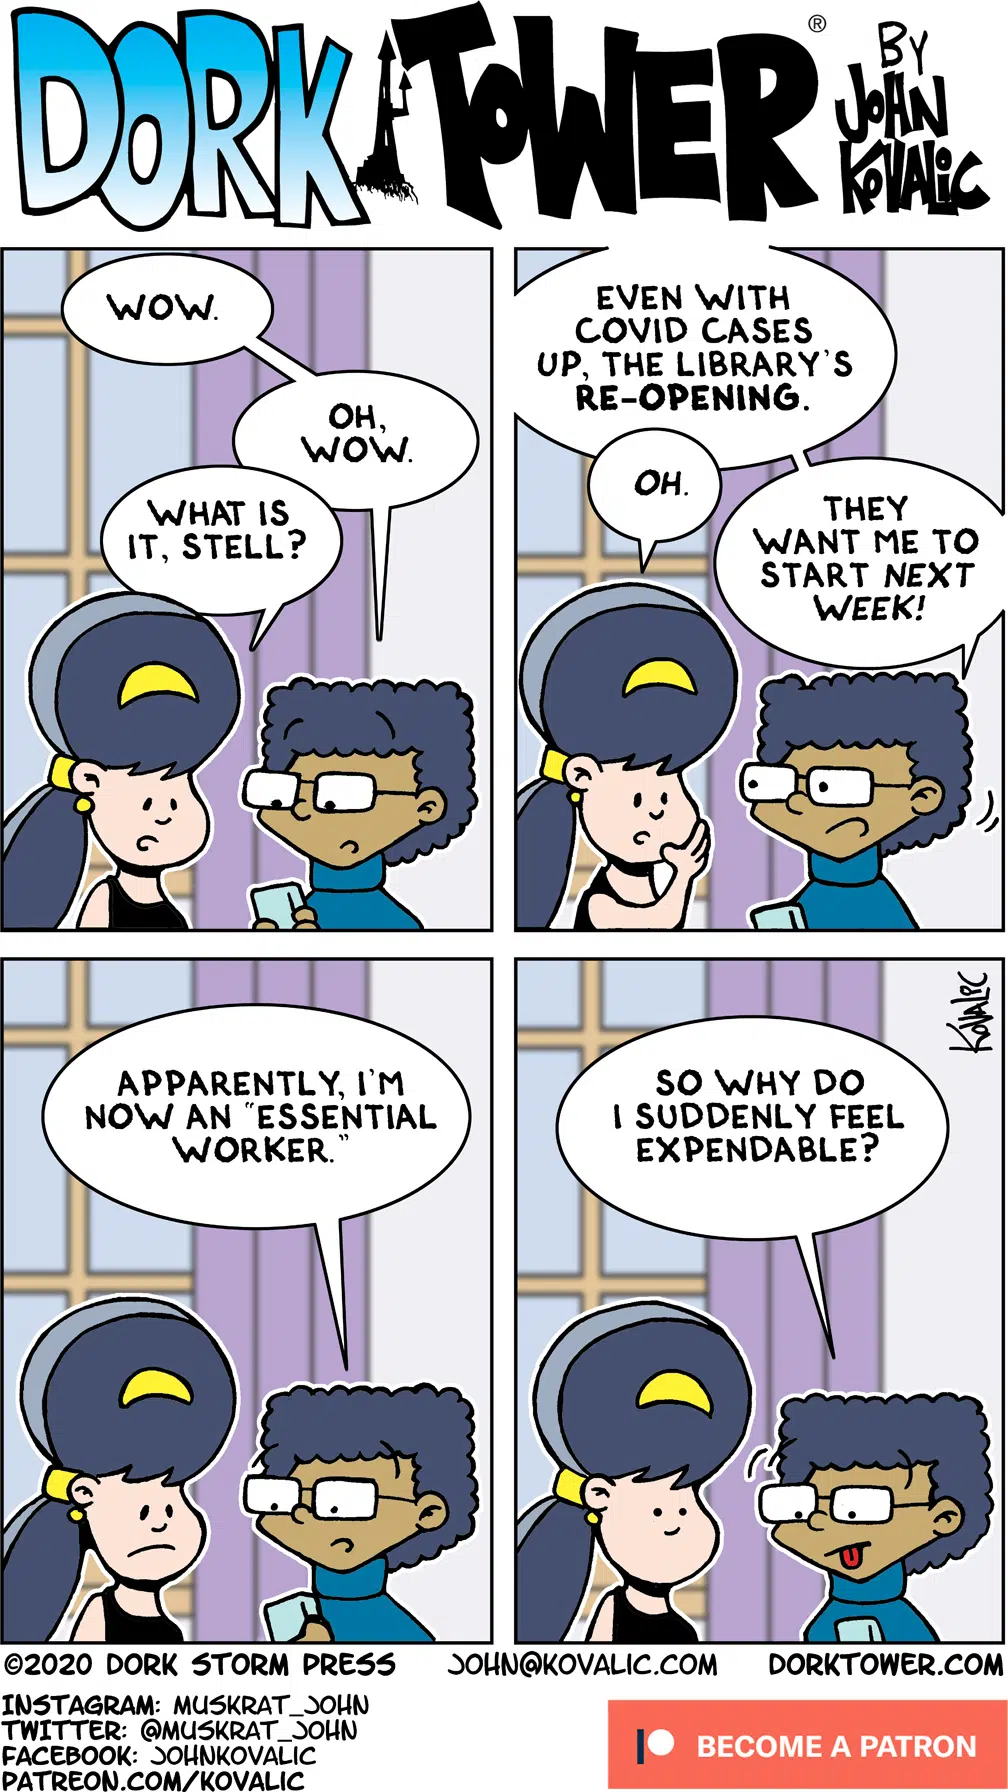 DORK TOWER®
BY
JOHN
KOVALIC
WOW.
OH,
WOW.
WHAT IS
IT, STELL?
EVEN WITH
COVID CASES
UP, THE LIBRARY'S
RE-OPENING.
OH.
THEY
WANT ME TO
START NEXT
WEEK!
APPARENTLY, I'M
NOW AN "ESSENTIAL
WORKER."
SO WHY DO
I SUDDENLY FEEL
EXPENDABLE?
KOVALIC
©2020 DORK STORM PRESS
JOHN@KOVALIC.COM
DORKTOWER.COM
INSTAGRAM: MUSKRAT_JOHN
TWITTER: @MUSKRAT_JOHN
FACEBOOK: JOHNKOVALIC
PATREON.COM/KOVALIC
BECOME A PATRON